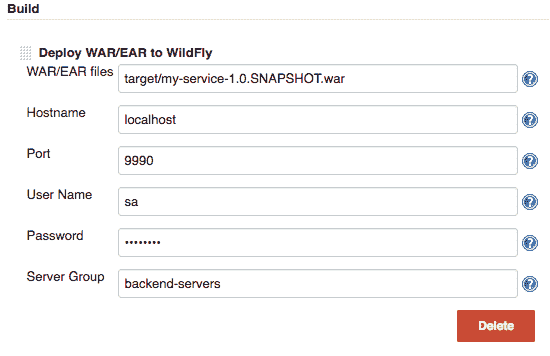 Build
Deploy WAR/EAR to WildFly
WAR/EAR files target/my-service-1.0.SNAPSHOT.war ?
Hostname localhost ?
Port 9990 ?
User Name sa ?
Password •••••••• ?
Server Group backend-servers ?
Delete